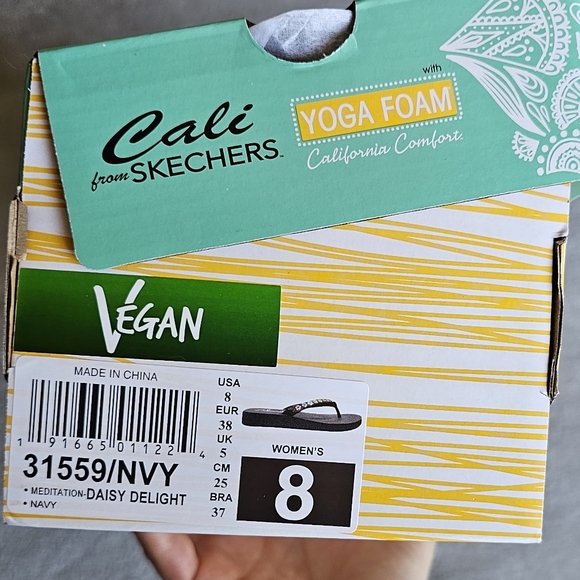 Cali
from SKECHERS™
with
YOGA FOAM
California Comfort.
VEGAN
MADE IN CHINA
1 91665 01122 4
31559/NVY
• MEDITATION-DAISY DELIGHT
• NAVY
USA
8
EUR
38
UK
5
CM
25
BRA
37
WOMEN'S
8